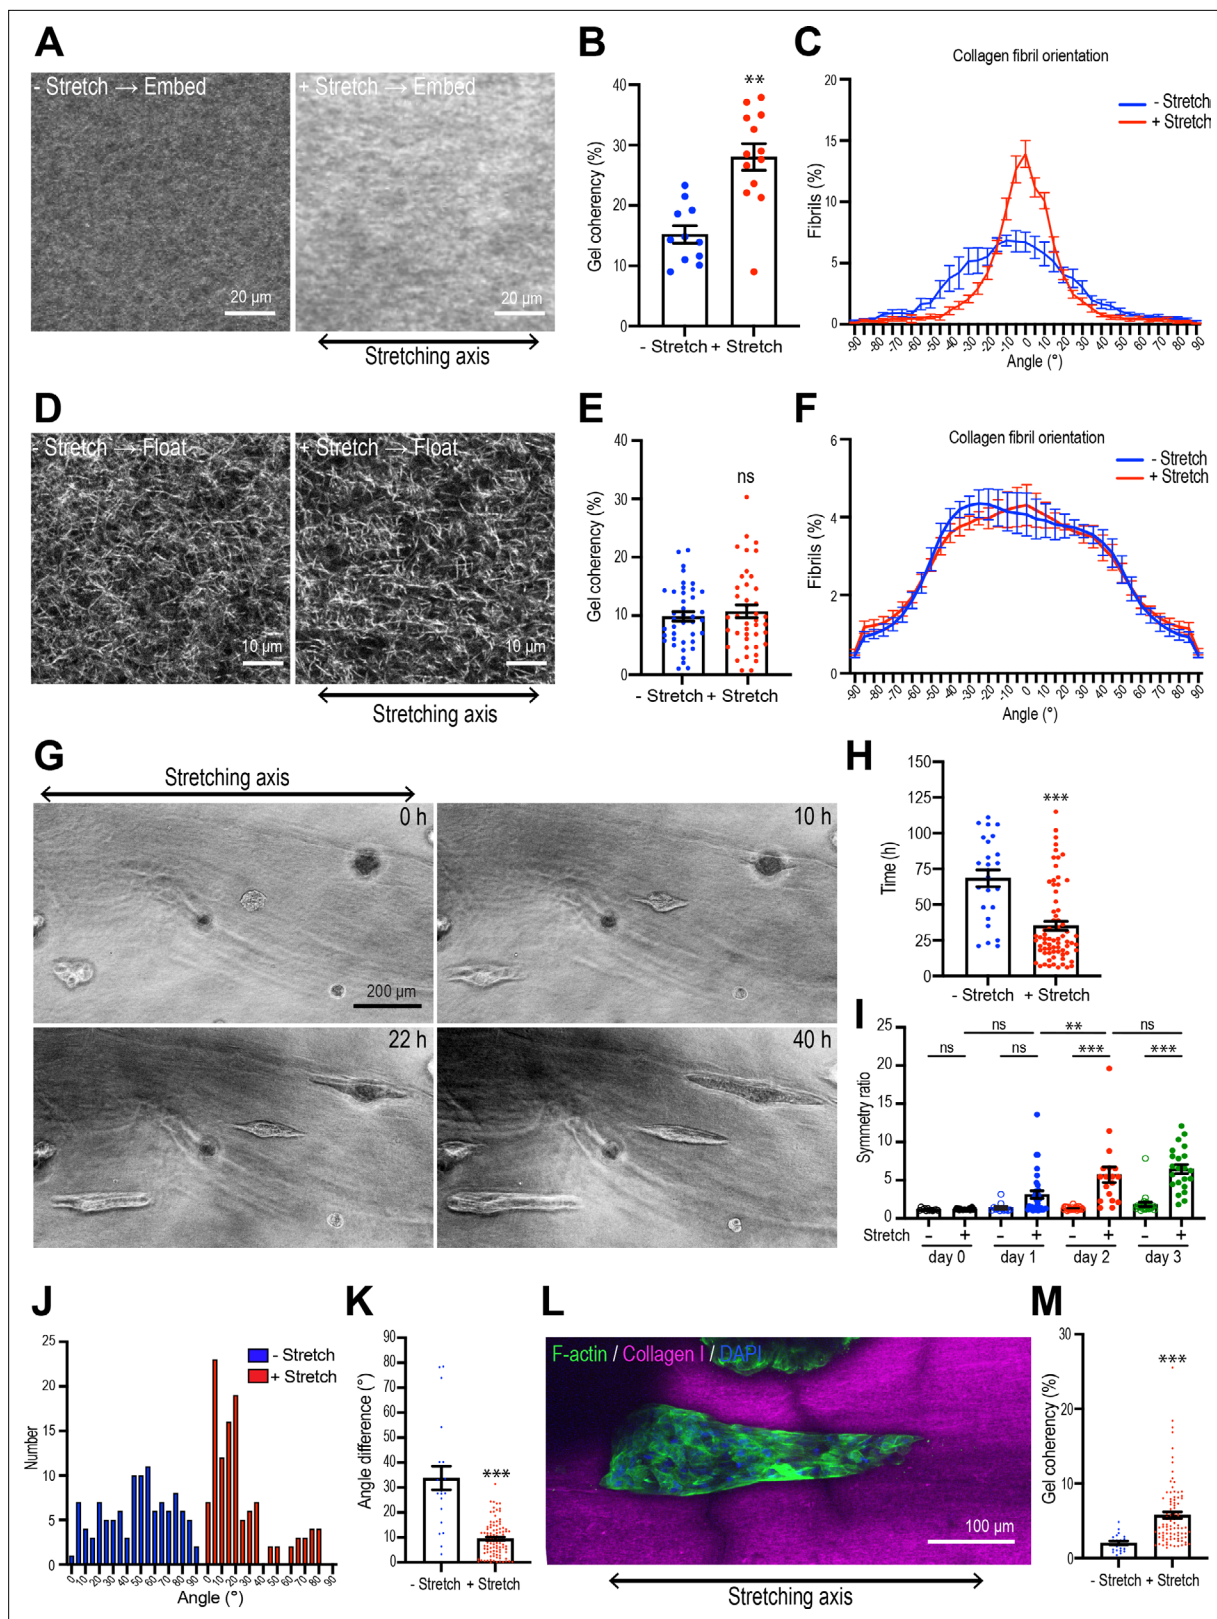 A
- Stretch → Embed
+ Stretch → Embed
20 µm
20 µm
Stretching axis
B
**
Gel coherency (%)
40
30
20
10
0
- Stretch + Stretch
C
Collagen fibril orientation
- Stretch
+ Stretch
Fibrils (%)
20
15
10
5
0
-90 -80 -70 -60 -50 -40 -30 -20 -10 0 10 20 30 40 50 60 70 80 90
Angle (°)
D
- Stretch → Float
+ Stretch → Float
10 µm
10 µm
Stretching axis
E
ns
Gel coherency (%)
40
30
20
10
0
- Stretch + Stretch
F
Collagen fibril orientation
- Stretch
+ Stretch
Fibrils (%)
6
4
2
0
-90 -80 -70 -60 -50 -40 -30 -20 -10 0 10 20 30 40 50 60 70 80 90
Angle (°)
G
Stretching axis
0 h
10 h
200 µm
22 h
40 h
H
***
Time (h)
150
125
100
75
50
25
0
- Stretch + Stretch
I
Symmetry ratio
25
20
15
10
5
0
ns ** ns
ns ns *** ***
Stretch - + - + - + - +
day 0 day 1 day 2 day 3
J
- Stretch
+ Stretch
Number
25
20
15
10
5
0
0 10 20 30 40 50 60 70 80 90 0 10 20 30 40 50 60 70 80 90
Angle (°)
K
***
Angle difference (°)
90
80
70
60
50
40
30
20
10
0
- Stretch + Stretch
L
F-actin / Collagen I / DAPI
100 µm
Stretching axis
M
***
Gel coherency (%)
30
20
10
0
- Stretch + Stretch